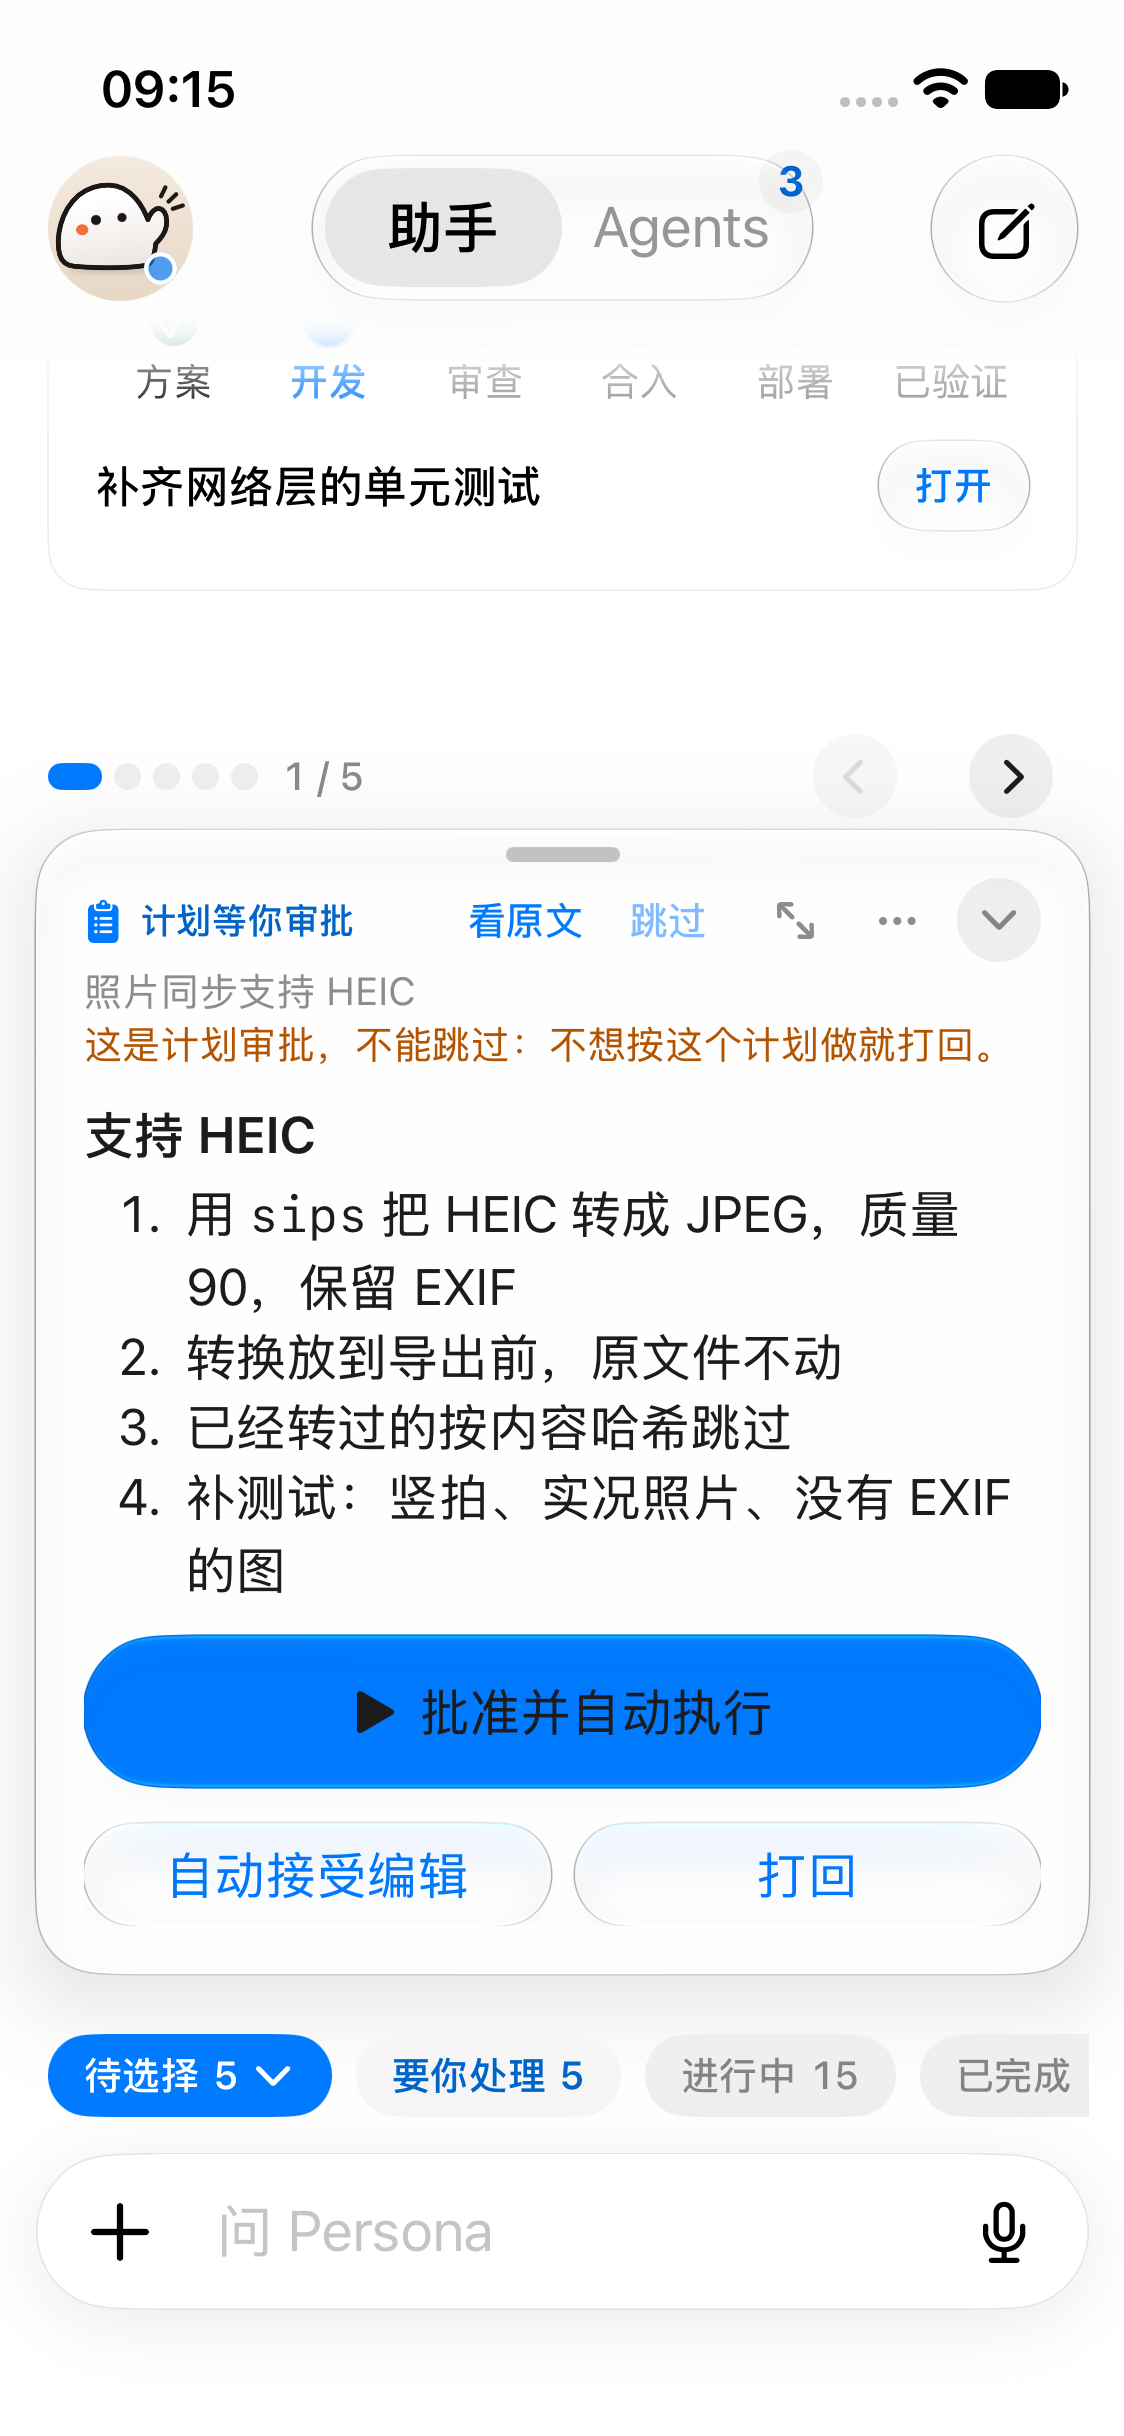 09:15
助手
Agents
3
方案
开发
审查
合入
部署
已验证
补齐网络层的单元测试
打开
1 / 5
计划等你审批
看原文
跳过
照片同步支持 HEIC
这是计划审批，不能跳过：不想按这个计划做就打回。
支持 HEIC
1. 用 sips 把 HEIC 转成 JPEG，质量
90，保留 EXIF
2. 转换放到导出前，原文件不动
3. 已经转过的按内容哈希跳过
4. 补测试：竖拍、实况照片、没有 EXIF
的图
批准并自动执行
自动接受编辑
打回
待选择 5
要你处理 5
进行中 15
已完成
问 Persona